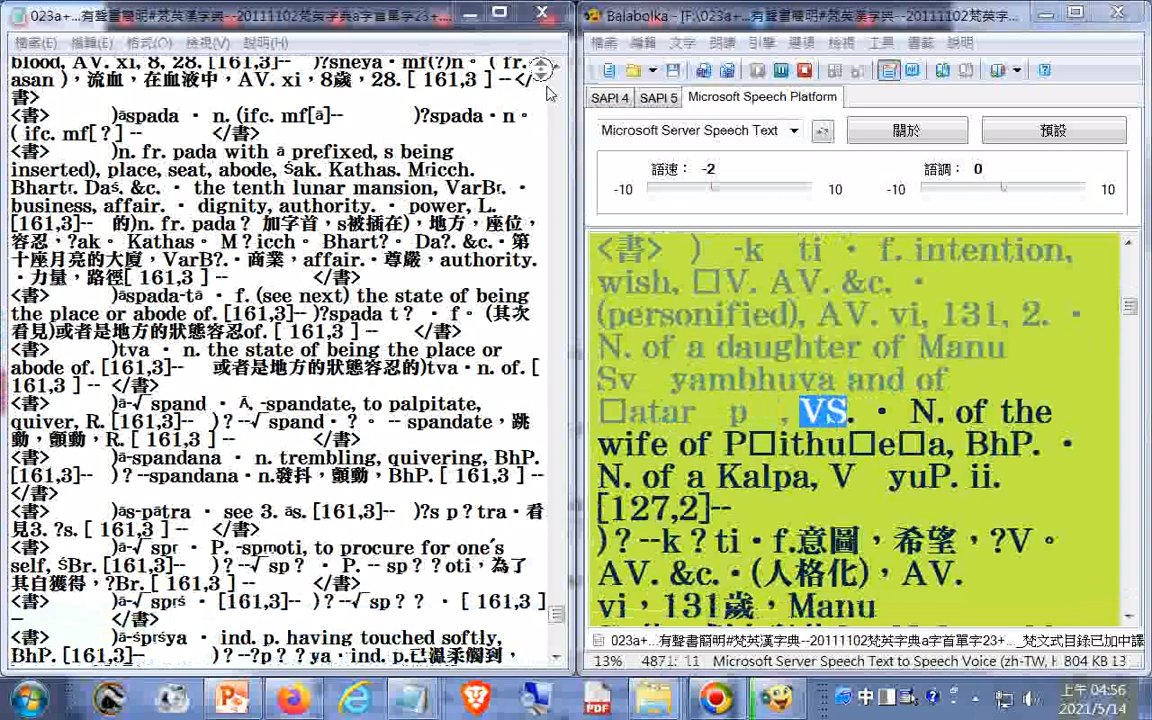 023a+...有聲書簡明#梵英漢字典--20111102梵英字典a字首單字23+...
檔案(F) 編輯(E) 格式(O) 檢視(V) 說明(H)
blood, AV. xi, 8, 28. [161,3]-- )?sneya・mf(?)n。 ( fr.
asan )，流血，在血液中，AV. xi，8歲，28. [ 161,3 ] --</
書>
<書> )āspada ・ n. (ifc. mf[ā]-- )?spada・n。
( ifc. mf[ ? ] -- </書>
<書> )n. fr. pada with ā prefixed, s being
inserted), place, seat, abode, Śak. Kathas. Mṛicch.
Bhartṛ. Daś. &c. ・ the tenth lunar mansion, VarBṛ. ・
business, affair. ・ dignity, authority. ・ power, L.
[161,3]-- 的)n. fr. pada？ 加字首，s被插在)，地方，座位，
容忍，?ak。 Kathas。 M？icch。 Bhart?。 Da?. &c.・第
十座月亮的大廈，VarB?.・商業，affair.・尊嚴，authority.
・力量，路徑[ 161,3 ] -- </書>
<書> )āspada-tā ・ f. (see next) the state of being
the place or abode of. [161,3]-- )?spada t？ ・ f。 (其次
看見)或者是地方的狀態容忍of. [ 161,3 ] -- </書>
<書> )tva ・ n. the state of being the place or
abode of. [161,3]-- 或者是地方的狀態容忍的)tva・n. of. [
161,3 ] -- </書>
<書> )ā-√ spand ・ Ā. -spandate, to palpitate,
quiver, R. [161,3]-- )？-√ spand・？。 -- spandate，跳
動，顫動，R. [ 161,3 ] -- </書>
<書> )ā-spandana ・ n. trembling, quivering, BhP.
[161,3]-- )？--spandana・n.發抖，顫動，BhP. [ 161,3 ] --
</書>
<書> )ās-pātra ・ see 3. ās. [161,3]-- )?s p？tra・看
見3. ?s. [ 161,3 ] -- </書>
<書> )ā-√ spṛ ・ P. -spṛṇoti, to procure for one's
self, ŚBr. [161,3]-- )？--√ sp？ ・ P. -- sp？？oti，為了
其自獲得，?Br. [ 161,3 ] -- </書>
<書> )ā-√ spṛś ・ [161,3]-- )？--√ sp？？ ・ [ 161,3 ]
-- </書>
<書> )ā-spṛśya ・ ind. p. having touched softly,
BhP. [161,3]-- )？--?p？？ya・ind. p.已溫柔觸到，
Balabolka - [F:\023a+...有聲書簡明#梵英漢字典--20111102梵英字...
檔案 編輯 文字 朗讀 引擎 選項 檢視 工具 書籤 說明
SAPI 4 SAPI 5 Microsoft Speech Platform
Microsoft Server Speech Text 關於 預設
語速： -2 語調： 0
-10 10 -10 10
<書> ) -k ti ・ f. intention,
wish, □V. AV. &c. ・
(personified), AV. vi, 131, 2. ・
N. of a daughter of Manu
Sv yambhuva and of
□atar p , VS. ・ N. of the
wife of P□ithu□e□a, BhP. ・
N. of a Kalpa, V yuP. ii.
[127,2]--
)？--k？ti・f.意圖，希望，?V。
AV. &c.・(人格化)，AV.
vi，131歲，Manu
023a+...有聲書簡明#梵英漢字典--20111102梵英字典a字首單字23+..._梵文式目錄已加中譯
13% 4871: 11 Microsoft Server Speech Text to Speech Voice (zh-TW, H 804 KB 13
中
上午 04:56
2021/5/14